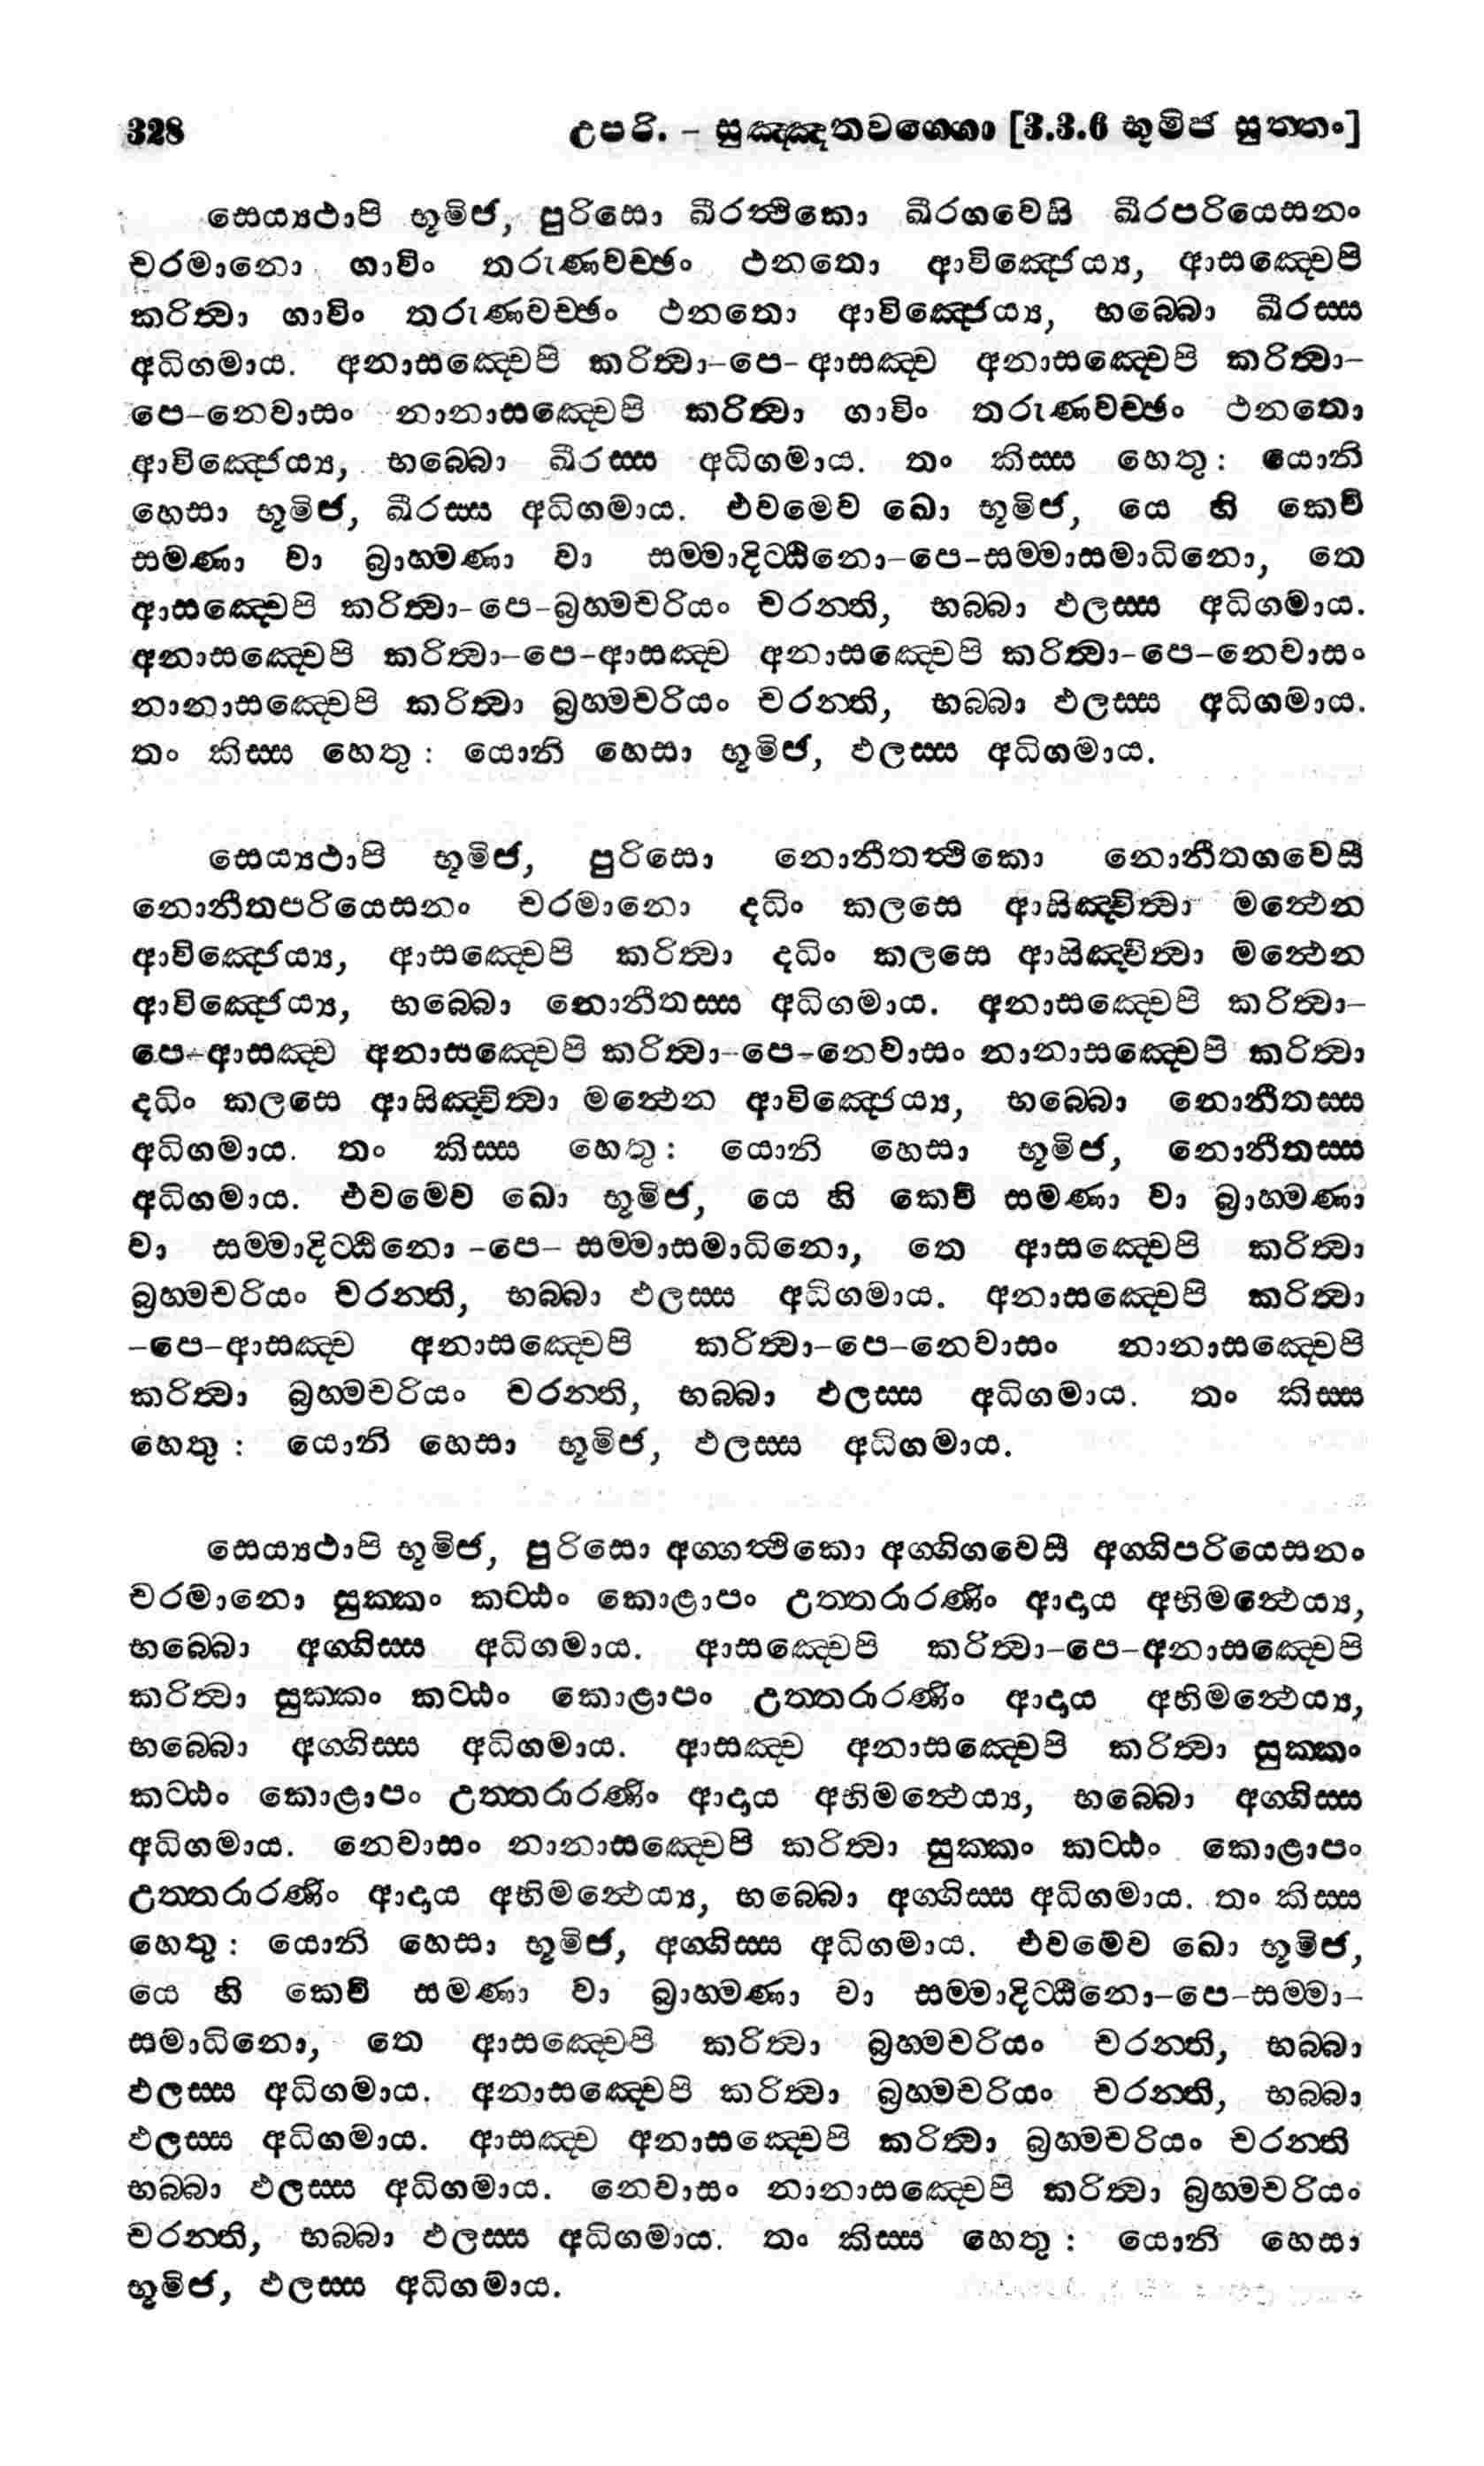 328 උපරි. – සුඤ්ඤතවග්ගො [3.3.6 භූමිජ සුත්තං]
සෙය්‍යථාපි භූමිජ, පුරිසො ඛීරත්ථිකො ඛීරගවෙසී ඛීරපරියෙසනං
චරමානො ගාවිං තරුණවච්ඡං ථනතො ආවිඤ්ජෙය්‍ය, ආසඤ්චෙපි
කරිත්වා ගාවිං තරුණවච්ඡං ථනතො ආවිඤ්ජෙය්‍ය, භබ්බො ඛීරස්ස
අධිගමාය. අනාසඤ්චෙපි කරිත්වා–පෙ–ආසඤ්ච අනාසඤ්චෙපි කරිත්වා–
පෙ–නෙවාසං නානාසඤ්චෙපි කරිත්වා ගාවිං තරුණවච්ඡං ථනතො
ආවිඤ්ජෙය්‍ය, භබ්බො ඛීරස්ස අධිගමාය. තං කිස්ස හෙතු: යොනි
හෙසා භූමිජ, ඛීරස්ස අධිගමාය. එවමෙව ඛො භූමිජ, යෙ හි කෙචි
සමණා වා බ්‍රාහ්මණා වා සම්මාදිට්ඨිනො–පෙ–සම්මාසමාධිනො, තෙ
ආසඤ්චෙපි කරිත්වා–පෙ–බ්‍රහ්මචරියං චරන්ති, භබ්බා ඵලස්ස අධිගමාය.
අනාසඤ්චෙපි කරිත්වා–පෙ–ආසඤ්ච අනාසඤ්චෙපි කරිත්වා–පෙ–නෙවාසං
නානාසඤ්චෙපි කරිත්වා බ්‍රහ්මචරියං චරන්ති, භබ්බා ඵලස්ස අධිගමාය.
තං කිස්ස හෙතු: යොනි හෙසා භූමිජ, ඵලස්ස අධිගමාය.
සෙය්‍යථාපි භූමිජ, පුරිසො නොනීතත්ථිකො නොනීතගවෙසී
නොනීතපරියෙසනං චරමානො දධිං කලසෙ ආසිඤ්චිත්වා මත්ථෙන
ආවිඤ්ජෙය්‍ය, ආසඤ්චෙපි කරිත්වා දධිං කලසෙ ආසිඤ්චිත්වා මත්ථෙන
ආවිඤ්ජෙය්‍ය, භබ්බො නොනීතස්ස අධිගමාය. අනාසඤ්චෙපි කරිත්වා–
පෙ–ආසඤ්ච අනාසඤ්චෙපි කරිත්වා–පෙ–නෙවාසං නානාසඤ්චෙපි කරිත්වා
දධිං කලසෙ ආසිඤ්චිත්වා මත්ථෙන ආවිඤ්ජෙය්‍ය, භබ්බො නොනීතස්ස
අධිගමාය. තං කිස්ස හෙතු: යොනි හෙසා භූමිජ, නොනීතස්ස
අධිගමාය. එවමෙව ඛො භූමිජ, යෙ හි කෙචි සමණා වා බ්‍රාහ්මණා
වා සම්මාදිට්ඨිනො –පෙ– සම්මාසමාධිනො, තෙ ආසඤ්චෙපි කරිත්වා
බ්‍රහ්මචරියං චරන්ති, භබ්බා ඵලස්ස අධිගමාය. අනාසඤ්චෙපි කරිත්වා
–පෙ–ආසඤ්ච අනාසඤ්චෙපි කරිත්වා–පෙ–නෙවාසං නානාසඤ්චෙපි
කරිත්වා බ්‍රහ්මචරියං චරන්ති, භබ්බා ඵලස්ස අධිගමාය. තං කිස්ස
හෙතු: යොනි හෙසා භූමිජ, ඵලස්ස අධිගමාය.
සෙය්‍යථාපි භූමිජ, පුරිසො අග්ගත්ථිකො අග්ගිගවෙසී අග්ගිපරියෙසනං
චරමානො සුක්කං කට්ඨං කොළාපං උත්තරාරණිං ආදාය අභිමත්ථෙය්‍ය,
භබ්බො අග්ගිස්ස අධිගමාය. ආසඤ්චෙපි කරිත්වා–පෙ–අනාසඤ්චෙපි
කරිත්වා සුක්කං කට්ඨං කොළාපං උත්තරාරණිං ආදාය අභිමත්ථෙය්‍ය,
භබ්බො අග්ගිස්ස අධිගමාය. ආසඤ්ච අනාසඤ්චෙපි කරිත්වා සුක්කං
කට්ඨං කොළාපං උත්තරාරණිං ආදාය අභිමත්ථෙය්‍ය, භබ්බො අග්ගිස්ස
අධිගමාය. නෙවාසං නානාසඤ්චෙපි කරිත්වා සුක්කං කට්ඨං කොළාපං
උත්තරාරණිං ආදාය අභිමත්ථෙය්‍ය, භබ්බො අග්ගිස්ස අධිගමාය. තං කිස්ස
හෙතු: යොනි හෙසා භූමිජ, අග්ගිස්ස අධිගමාය. එවමෙව ඛො භූමිජ,
යෙ හි කෙචි සමණා වා බ්‍රාහ්මණා වා සම්මාදිට්ඨිනො–පෙ–සම්මා–
සමාධිනො, තෙ ආසඤ්චෙපි කරිත්වා බ්‍රහ්මචරියං චරන්ති, භබ්බා
ඵලස්ස අධිගමාය. අනාසඤ්චෙපි කරිත්වා බ්‍රහ්මචරියං චරන්ති, භබ්බා
ඵලස්ස අධිගමාය. ආසඤ්ච අනාසඤ්චෙපි කරිත්වා බ්‍රහ්මචරියං චරන්ති
භබ්බා ඵලස්ස අධිගමාය. නෙවාසං නානාසඤ්චෙපි කරිත්වා බ්‍රහ්මචරියං
චරන්ති, භබ්බා ඵලස්ස අධිගමාය. තං කිස්ස හෙතු: යොනි හෙසා
භූමිජ, ඵලස්ස අධිගමාය.